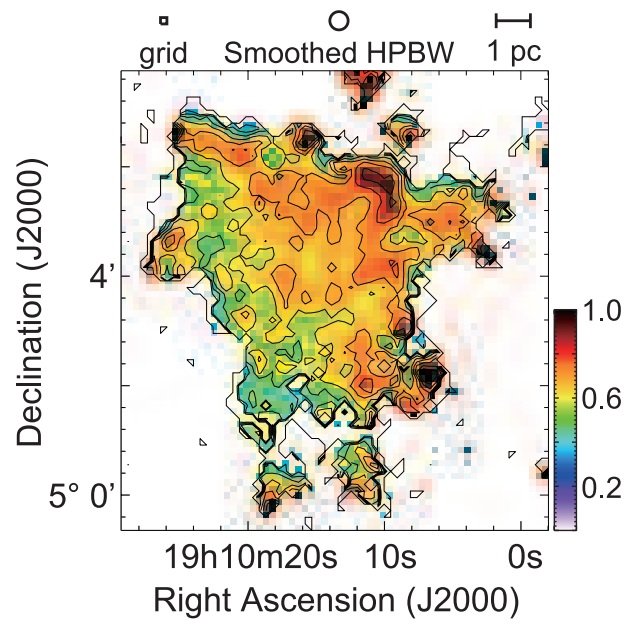 grid Smoothed HPBW 1 pc
Declination (J2000)
4’
5° 0’
1.0
0.6
0.2
19h10m20s 10s 0s
Right Ascension (J2000)